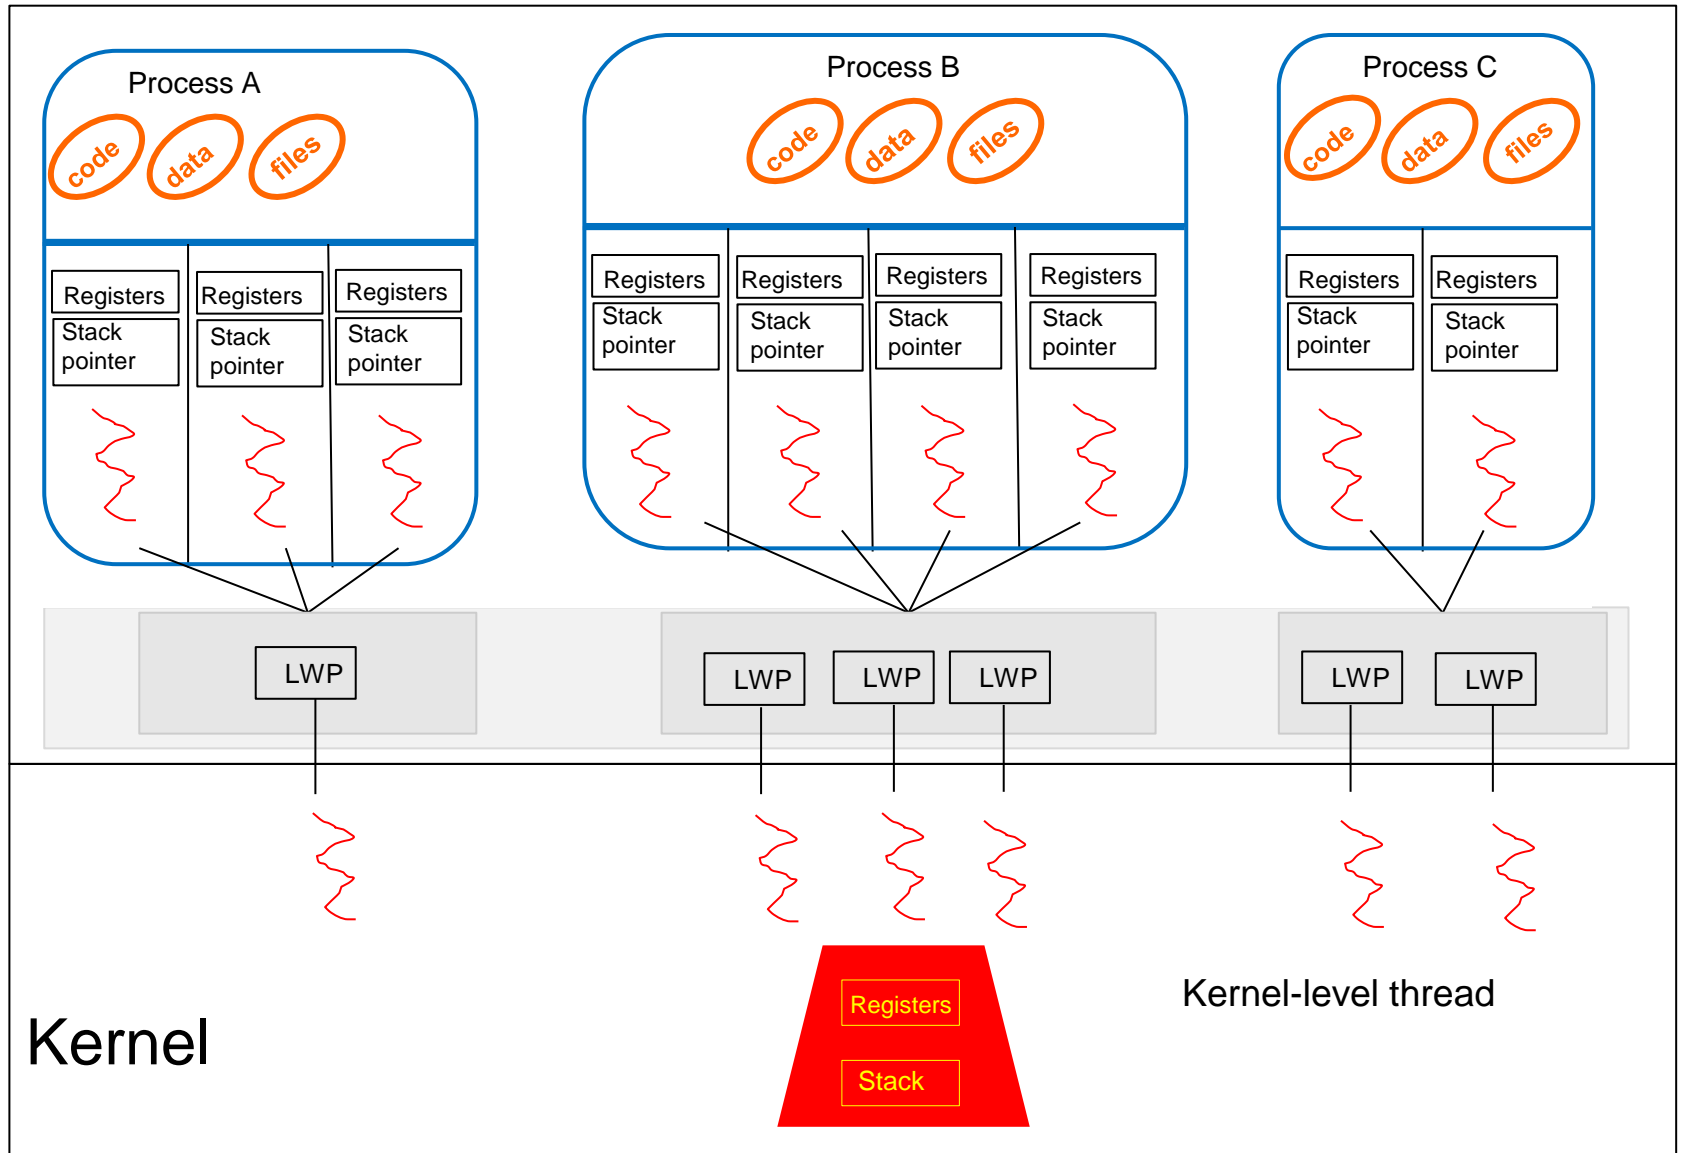 Process A
Process B
Process C
code data files
code data files
code data files
Registers
Stack
pointer
Registers
Stack
pointer
Registers
Stack
pointer
Registers
Stack
pointer
Registers
Stack
pointer
Registers
Stack
pointer
Registers
Stack
pointer
Registers
Stack
pointer
Registers
Stack
pointer
LWP
LWP
LWP
LWP
LWP
LWP
Kernel-level thread
Registers
Stack
Kernel